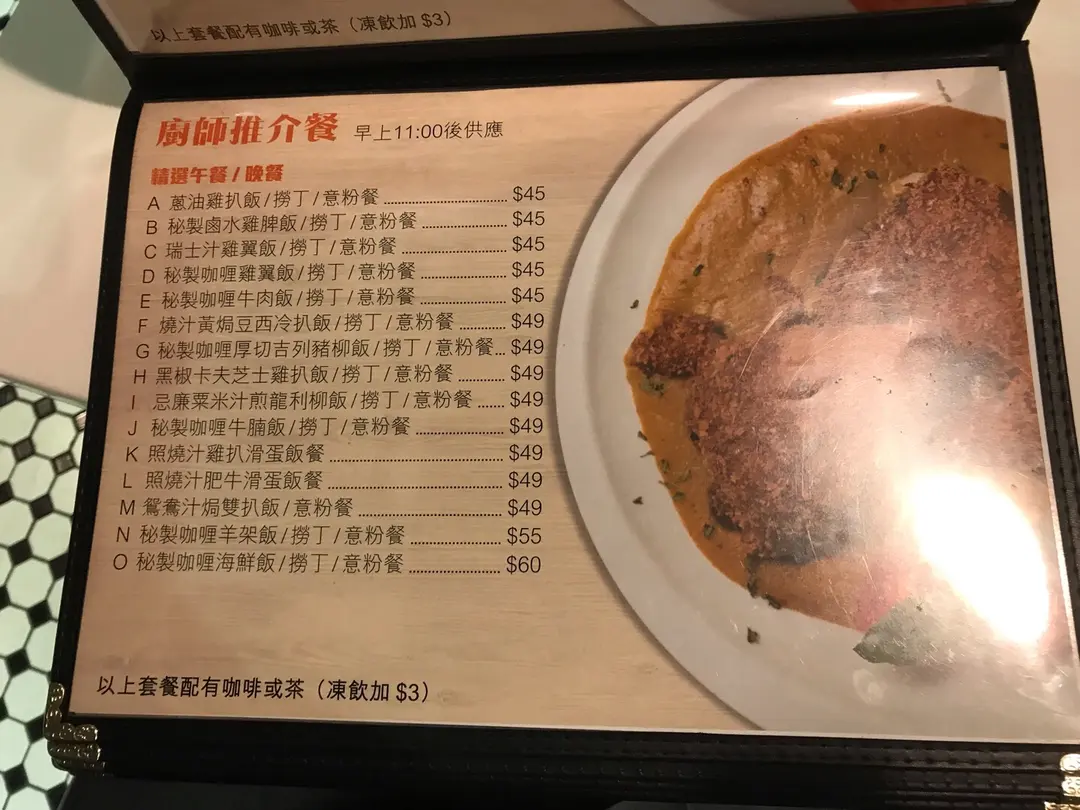 以上套餐配有咖啡或茶（凍飲加 $3）
廚師推介餐 早上11:00後供應
精選午餐 / 晚餐
A 蔥油雞扒飯/撈丁/意粉餐 $45
B 秘製鹵水雞脾飯/撈丁/意粉餐 $45
C 瑞士汁雞翼飯/撈丁/意粉餐 $45
D 秘製咖喱雞翼飯/撈丁/意粉餐 $45
E 秘製咖喱牛肉飯/撈丁/意粉餐 $45
F 燒汁黃焗豆西冷扒飯/撈丁/意粉餐 $49
G 秘製咖喱厚切吉列豬柳飯/撈丁/意粉餐 $49
H 黑椒卡夫芝士雞扒飯/撈丁/意粉餐 $49
I 忌廉粟米汁煎龍利柳飯/撈丁/意粉餐 $49
J 秘製咖喱牛腩飯/撈丁/意粉餐 $49
K 照燒汁雞扒滑蛋飯餐 $49
L 照燒汁肥牛滑蛋飯餐 $49
M 鴛鴦汁焗雙扒飯/意粉餐 $49
N 秘製咖喱羊架飯/撈丁/意粉餐 $55
O 秘製咖喱海鮮飯/撈丁/意粉餐 $60
以上套餐配有咖啡或茶（凍飲加 $3）